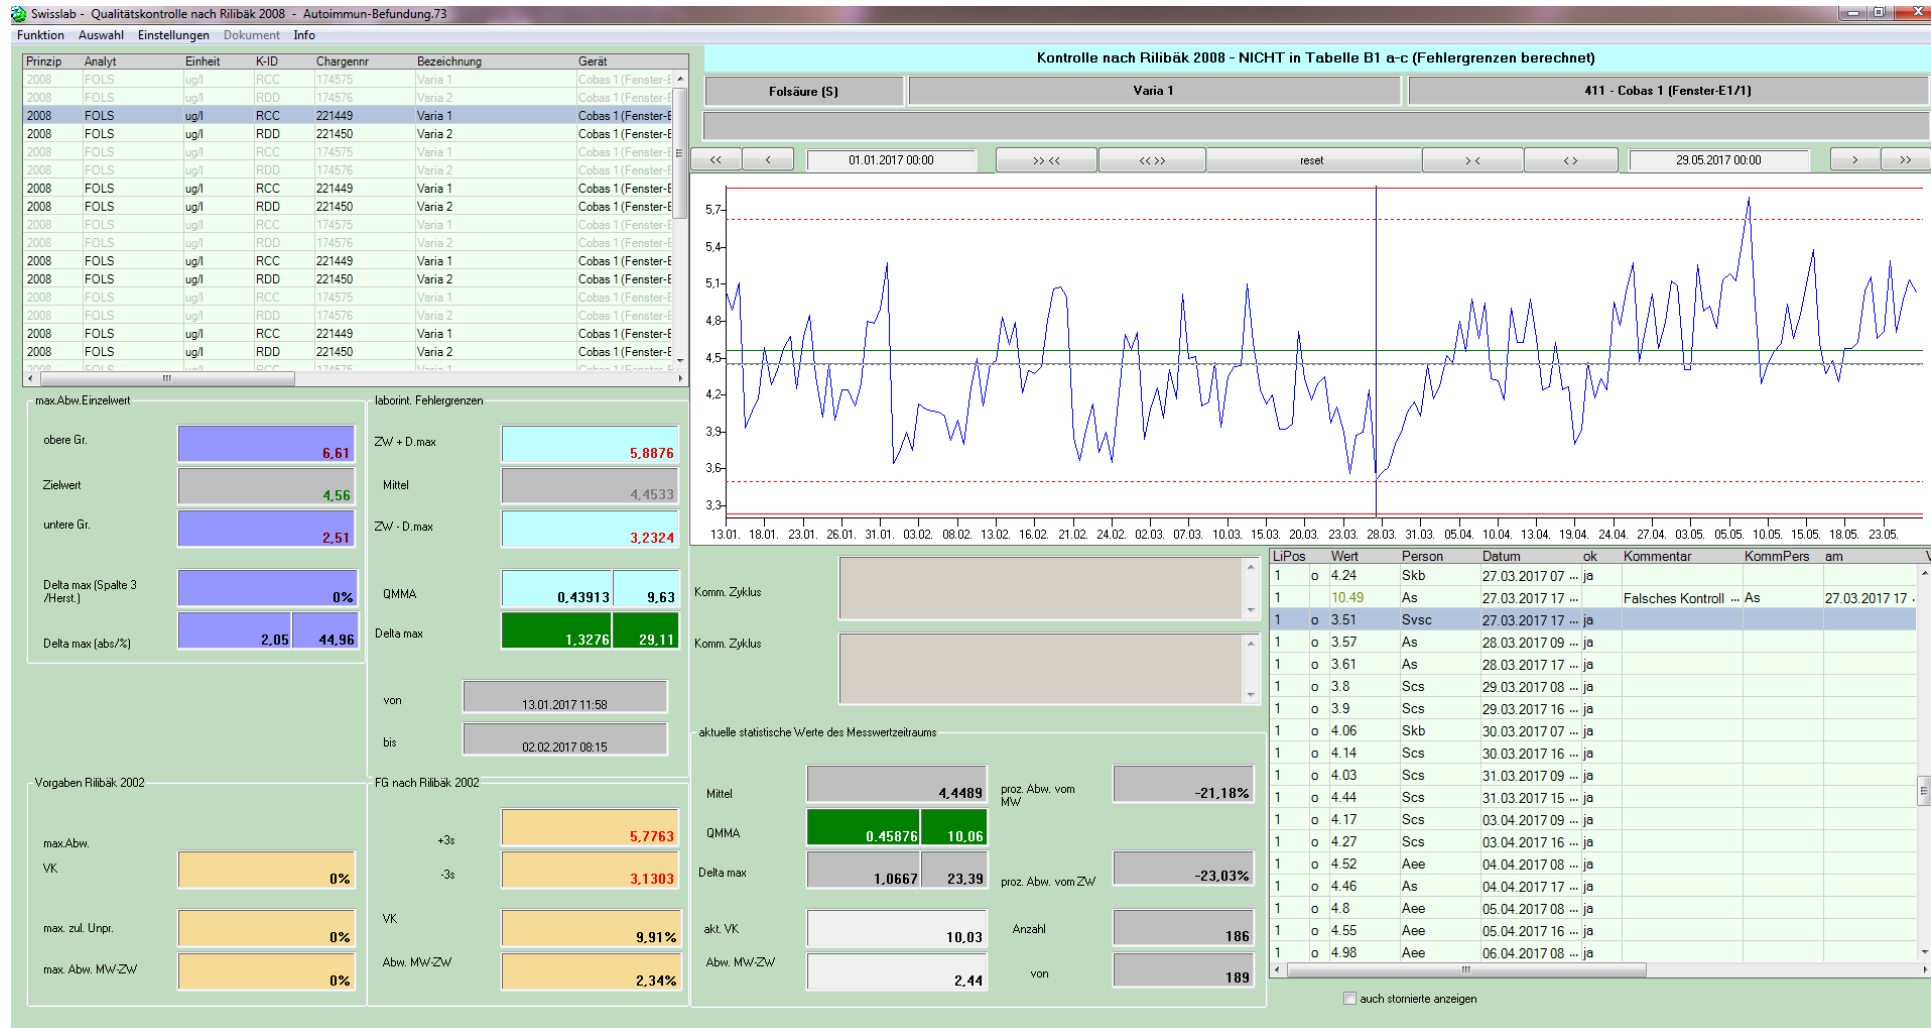 Swisslab - Qualitätskontrolle nach Rilibäk 2008 - Autoimmun-Befundung.73
Funktion Auswahl Einstellungen Dokument Info
Prinzip Analyt Einheit K-ID Chargennr Bezeichnung Gerät
2008 FOLS ug/l RCC 174575 Varia 1 Cobas 1 (Fenster-E
2008 FOLS ug/l RDD 174576 Varia 2 Cobas 1 (Fenster-E
2008 FOLS ug/l RCC 221449 Varia 1 Cobas 1 (Fenster-E
2008 FOLS ug/l RDD 221450 Varia 2 Cobas 1 (Fenster-E
2008 FOLS ug/l RCC 174575 Varia 1 Cobas 1 (Fenster-E
2008 FOLS ug/l RDD 174576 Varia 2 Cobas 1 (Fenster-E
2008 FOLS ug/l RCC 221449 Varia 1 Cobas 1 (Fenster-E
2008 FOLS ug/l RDD 221450 Varia 2 Cobas 1 (Fenster-E
2008 FOLS ug/l RCC 174575 Varia 1 Cobas 1 (Fenster-E
2008 FOLS ug/l RDD 174576 Varia 2 Cobas 1 (Fenster-E
2008 FOLS ug/l RCC 221449 Varia 1 Cobas 1 (Fenster-E
2008 FOLS ug/l RDD 221450 Varia 2 Cobas 1 (Fenster-E
2008 FOLS ug/l RCC 174575 Varia 1 Cobas 1 (Fenster-E
2008 FOLS ug/l RDD 174576 Varia 2 Cobas 1 (Fenster-E
2008 FOLS ug/l RCC 221449 Varia 1 Cobas 1 (Fenster-E
2008 FOLS ug/l RDD 221450 Varia 2 Cobas 1 (Fenster-E
2008 FOLS ug/l RCC 174575 Varia 1 Cobas 1 (Fenster-E
Kontrolle nach Rilibäk 2008 - NICHT in Tabelle B1 a-c (Fehlergrenzen berechnet)
Folsäure (S) Varia 1 411 - Cobas 1 (Fenster-E1/1)
<< < 01.01.2017 00:00 >> << << >> reset > < < > 29.05.2017 00:00 > >>
5,7
5,4
5,1
4,8
4,5
4,2
3,9
3,6
3,3
13.01. 18.01. 23.01. 26.01. 31.01. 03.02. 08.02. 13.02. 16.02. 21.02. 24.02. 02.03. 07.03. 10.03. 15.03. 20.03. 23.03. 28.03. 31.03. 05.04. 10.04. 13.04. 19.04. 24.04. 27.04. 03.05. 05.05. 10.05. 15.05. 18.05. 23.05.
max.Abw.Einzelwert
obere Gr. 6,61
Zielwert 4,56
untere Gr. 2,51
Delta max (Spalte 3
/Herst.) 0%
Delta max (abs/%) 2,05 44,96
laborint. Fehlergrenzen
ZW + D.max 5,8876
Mittel 4,4533
ZW - D.max 3,2324
QMMA 0,43913 9,63
Delta max 1,3276 29,11
von 13.01.2017 11:58
bis 02.02.2017 08:15
Vorgaben Rilibäk 2002
max.Abw.
VK 0%
max. zul. Unpr. 0%
max. Abw. MW-ZW 0%
FG nach Rilibäk 2002
+3s 5,7763
-3s 3,1303
VK 9,91%
Abw. MW-ZW 2,34%
Komm. Zyklus
Komm. Zyklus
aktuelle statistische Werte des Messwertzeitraums
Mittel 4,4489 proz. Abw. vom
MW -21,18%
QMMA 0.45876 10,06
Delta max 1,0667 23,39 proz. Abw. vom ZW -23,03%
akt. VK 10,03 Anzahl 186
Abw. MW-ZW 2,44 von 189
LiPos Wert Person Datum ok Kommentar KommPers am V
1 o 4.24 Skb 27.03.2017 07 ... ja
1 10.49 As 27.03.2017 17 ... Falsches Kontroll ... As 27.03.2017 17 -
1 o 3.51 Svsc 27.03.2017 17 ... ja
1 o 3.57 As 28.03.2017 09 ... ja
1 o 3.61 As 28.03.2017 17 ... ja
1 o 3.8 Scs 29.03.2017 08 ... ja
1 o 3.9 Scs 29.03.2017 16 ... ja
1 o 4.06 Skb 30.03.2017 07 ... ja
1 o 4.14 Scs 30.03.2017 16 ... ja
1 o 4.03 Scs 31.03.2017 09 ... ja
1 o 4.44 Scs 31.03.2017 15 ... ja
1 o 4.17 Scs 03.04.2017 09 ... ja
1 o 4.27 Scs 03.04.2017 16 ... ja
1 o 4.52 Aee 04.04.2017 08 ... ja
1 o 4.46 As 04.04.2017 17 ... ja
1 o 4.8 Aee 05.04.2017 08 ... ja
1 o 4.55 Aee 05.04.2017 16 ... ja
1 o 4.98 Aee 06.04.2017 08 ... ja
auch stornierte anzeigen